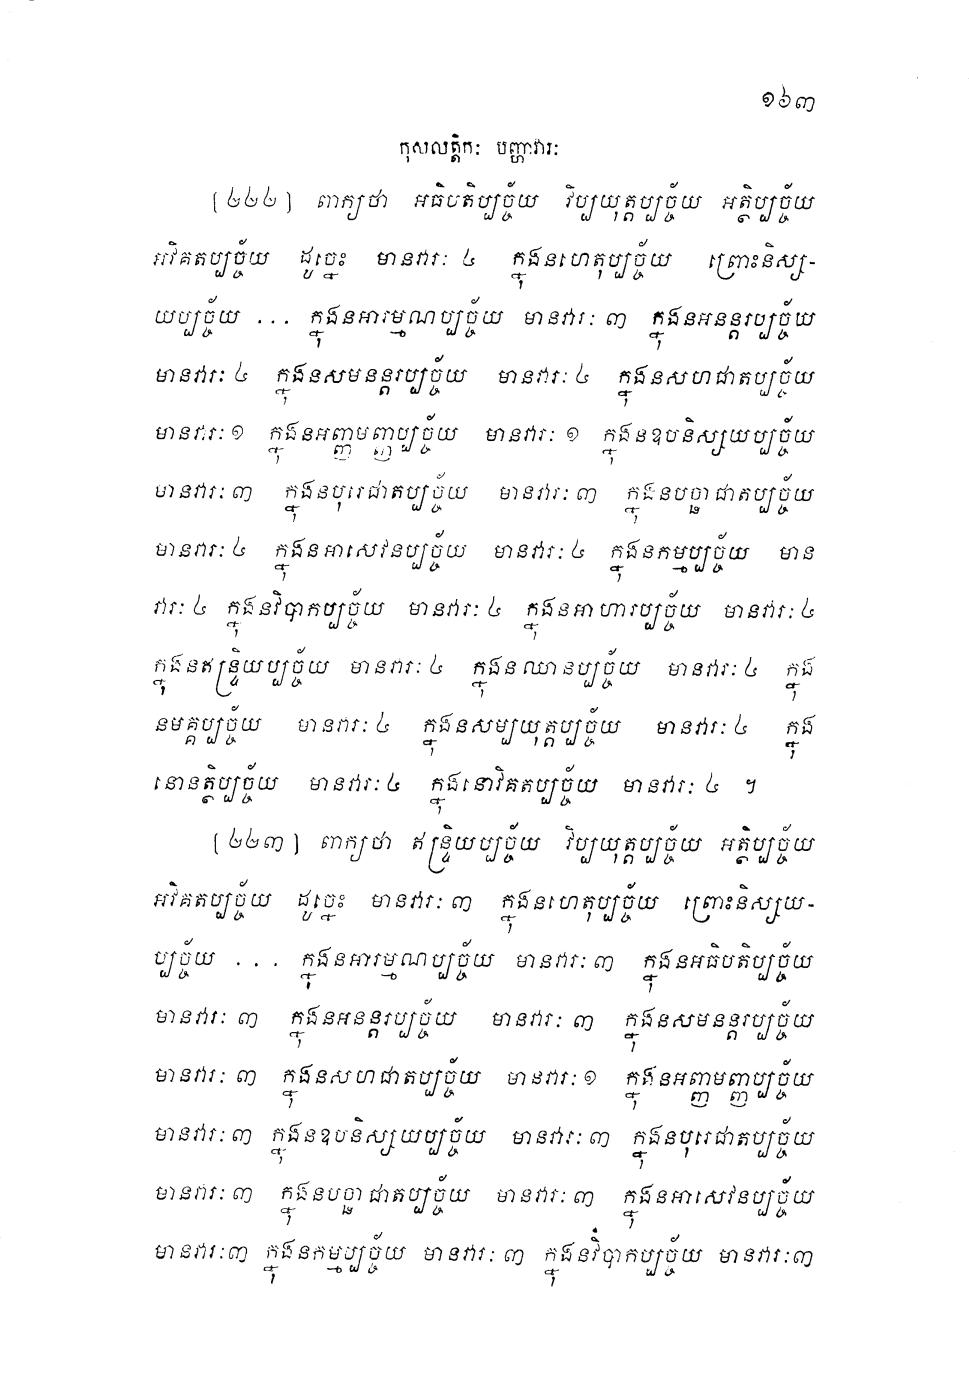 ១៦៣
កុសលត្តិកៈ បញ្ហាវារៈ
[២២២] ពាក្យថា អធិបតិប្បច្ច័យ វិប្បយុត្តប្បច្ច័យ អត្ថិប្បច្ច័យ
អវិគតប្បច្ច័យ ដូច្នេះ មានវារៈ ៤ ក្នុងនហេតុប្បច្ច័យ ព្រោះនិស្ស-
យប្បច្ច័យ ... ក្នុងនអារម្មណប្បច្ច័យ មានវារៈ ៣ ក្នុងនអនន្តរប្បច្ច័យ
មានវារៈ ៤ ក្នុងនសមនន្តរប្បច្ច័យ មានវារៈ ៤ ក្នុងនសហជាតប្បច្ច័យ
មានវារៈ ១ ក្នុងនអញ្ញាមញ្ញប្បច្ច័យ មានវារៈ ១ ក្នុងនឧបនិស្សយប្បច្ច័យ
មានវារៈ ៣ ក្នុងនបុរេជាតប្បច្ច័យ មានវារៈ ៣ ក្នុងនបច្ឆាជាតប្បច្ច័យ
មានវារៈ ៤ ក្នុងនអាសេវនប្បច្ច័យ មានវារៈ ៤ ក្នុងនកម្មប្បច្ច័យ មាន
វារៈ ៤ ក្នុងនវិបាកប្បច្ច័យ មានវារៈ ៤ ក្នុងនអាហារប្បច្ច័យ មានវារៈ ៤
ក្នុងនឥន្ទ្រិយប្បច្ច័យ មានវារៈ ៤ ក្នុងនឈានប្បច្ច័យ មានវារៈ ៤ ក្នុង
នមគ្គប្បច្ច័យ មានវារៈ ៤ ក្នុងនសម្បយុត្តប្បច្ច័យ មានវារៈ ៤ ក្នុង
នោនត្ថិប្បច្ច័យ មានវារៈ ៤ ក្នុងនោវិគតប្បច្ច័យ មានវារៈ ៤ ។
[២២៣] ពាក្យថា ឥន្ទ្រិយប្បច្ច័យ វិប្បយុត្តប្បច្ច័យ អត្ថិប្បច្ច័យ
អវិគតប្បច្ច័យ ដូច្នេះ មានវារៈ ៣ ក្នុងនហេតុប្បច្ច័យ ព្រោះនិស្សយ-
ប្បច្ច័យ ... ក្នុងនអារម្មណប្បច្ច័យ មានវារៈ ៣ ក្នុងនអធិបតិប្បច្ច័យ
មានវារៈ ៣ ក្នុងនអនន្តរប្បច្ច័យ មានវារៈ ៣ ក្នុងនសមនន្តរប្បច្ច័យ
មានវារៈ ៣ ក្នុងនសហជាតប្បច្ច័យ មានវារៈ ១ ក្នុងនអញ្ញាមញ្ញប្បច្ច័យ
មានវារៈ ៣ ក្នុងនឧបនិស្សយប្បច្ច័យ មានវារៈ ៣ ក្នុងនបុរេជាតប្បច្ច័យ
មានវារៈ ៣ ក្នុងនបច្ឆាជាតប្បច្ច័យ មានវារៈ ៣ ក្នុងនអាសេវនប្បច្ច័យ
មានវារៈ ៣ ក្នុងនកម្មប្បច្ច័យ មានវារៈ ៣ ក្នុងនវិបាកប្បច្ច័យ មានវារៈ ៣